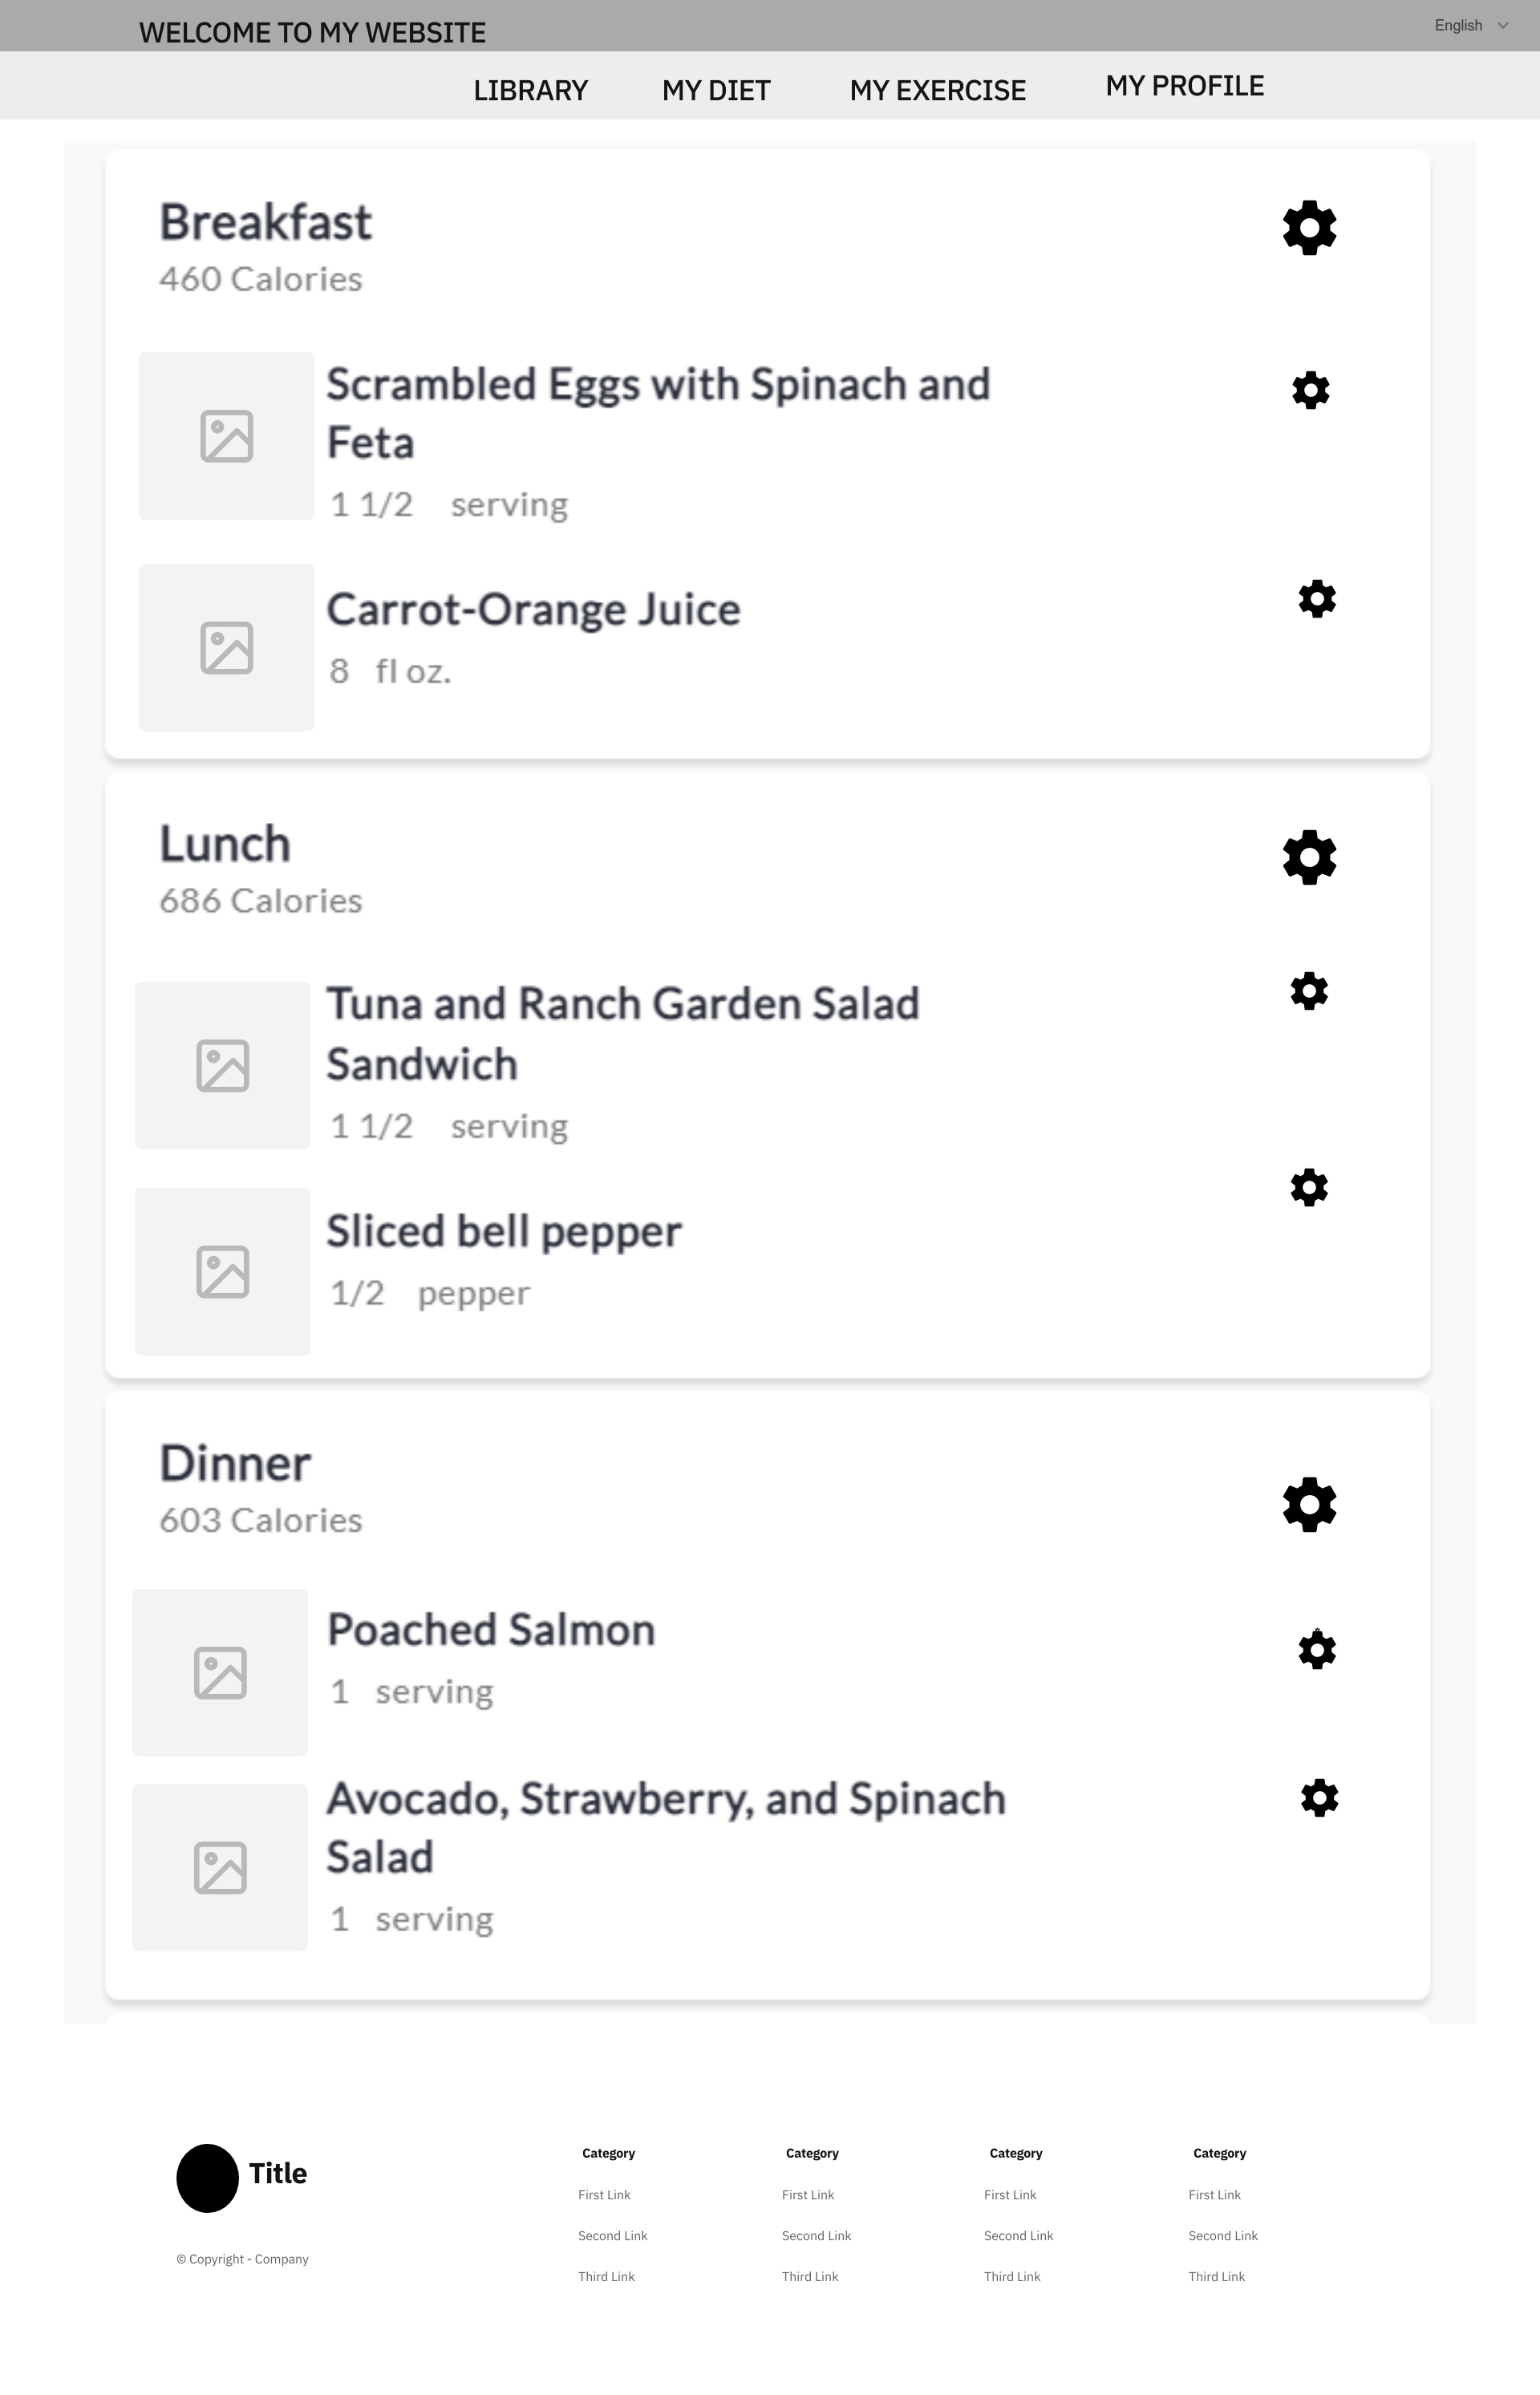 WELCOME TO MY WEBSITE
English
LIBRARY
MY DIET
MY EXERCISE
MY PROFILE
Breakfast
460 Calories
Scrambled Eggs with Spinach and
Feta
1 1/2 serving
Carrot-Orange Juice
8 fl oz.
Lunch
686 Calories
Tuna and Ranch Garden Salad
Sandwich
1 1/2 serving
Sliced bell pepper
1/2 pepper
Dinner
603 Calories
Poached Salmon
1 serving
Avocado, Strawberry, and Spinach
Salad
1 serving
Title
© Copyright - Company
Category
First Link
Second Link
Third Link
Category
First Link
Second Link
Third Link
Category
First Link
Second Link
Third Link
Category
First Link
Second Link
Third Link